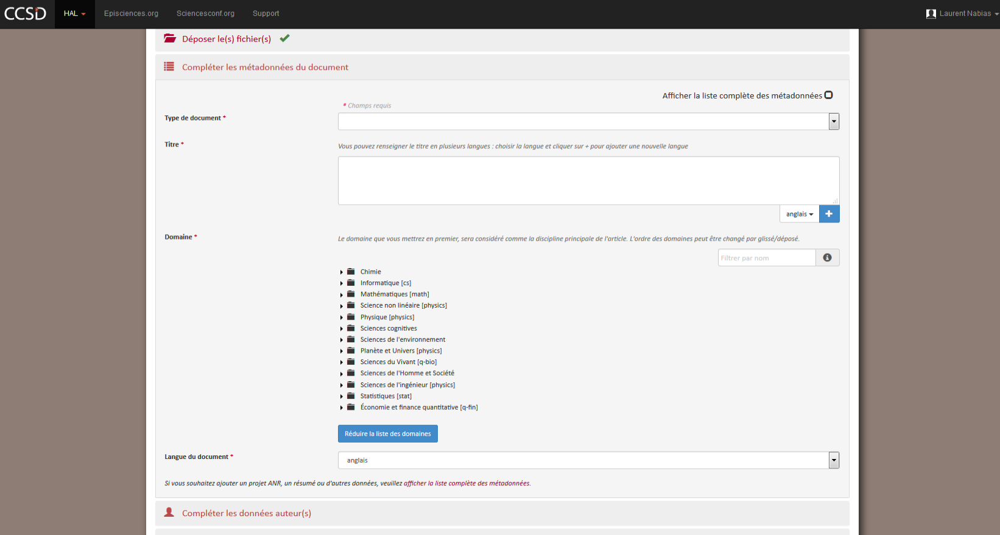 CCSD HAL Episciences.org Sciencesconf.org Support Laurent Nabias
Déposer le(s) fichier(s)
Compléter les métadonnées du document
Afficher la liste complète des métadonnées
* Champs requis
Type de document *
Titre *
Vous pouvez renseigner le titre en plusieurs langues : choisir la langue et cliquer sur + pour ajouter une nouvelle langue
anglais
Domaine *
Le domaine que vous mettrez en premier, sera considéré comme la discipline principale de l'article. L'ordre des domaines peut être changé par glissé/déposé.
Filtrer par nom
Chimie
Informatique [cs]
Mathématiques [math]
Science non linéaire [physics]
Physique [physics]
Sciences cognitives
Sciences de l'environnement
Planète et Univers [physics]
Sciences du Vivant [q-bio]
Sciences de l'Homme et Société
Sciences de l'ingénieur [physics]
Statistiques [stat]
Économie et finance quantitative [q-fin]
Réduire la liste des domaines
Langue du document *
anglais
Si vous souhaitez ajouter un projet ANR, un résumé ou d'autres données, veuillez afficher la liste complète des métadonnées.
Compléter les données auteur(s)